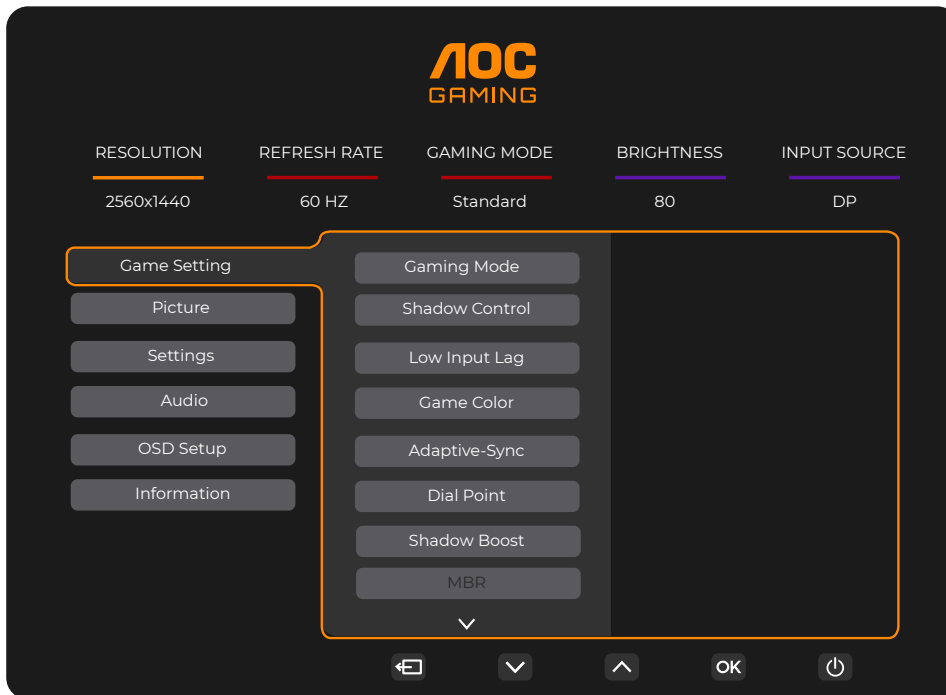 AOC
GAMING
RESOLUTION REFRESH RATE GAMING MODE BRIGHTNESS INPUT SOURCE
2560x1440 60 HZ Standard 80 DP
Game Setting
Picture
Settings
Audio
OSD Setup
Information
Gaming Mode
Shadow Control
Low Input Lag
Game Color
Adaptive-Sync
Dial Point
Shadow Boost
MBR
OK